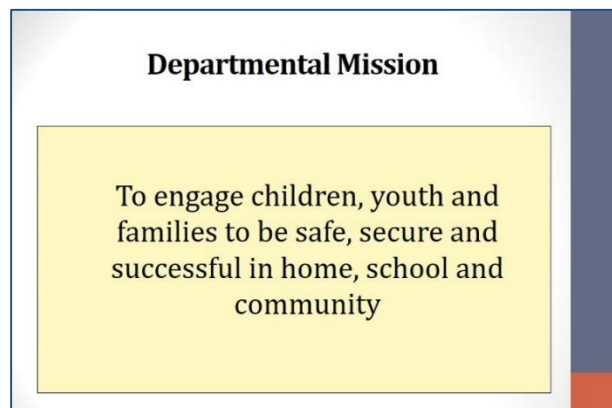 Departmental Mission
To engage children, youth and
families to be safe, secure and
successful in home, school and
community